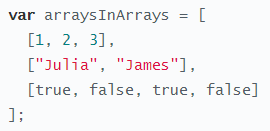 var arraysInArrays = [
  [1, 2, 3],
  ["Julia", "James"],
  [true, false, true, false]
];